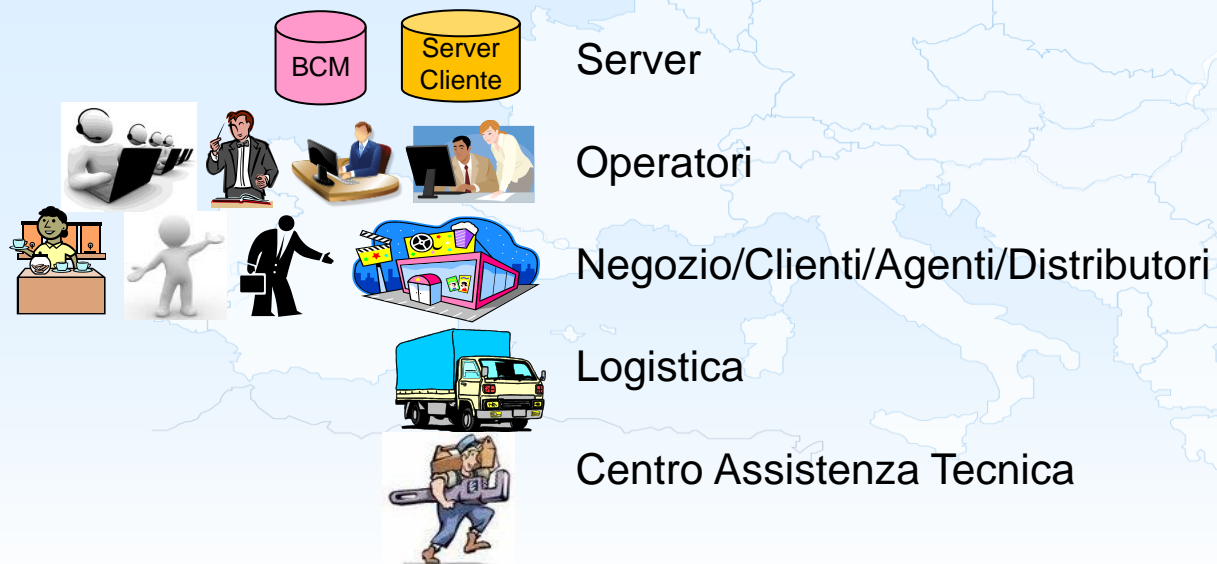 BCM
Server
Cliente
Server
Operatori
Negozio/Clienti/Agenti/Distributori
Logistica
Centro Assistenza Tecnica